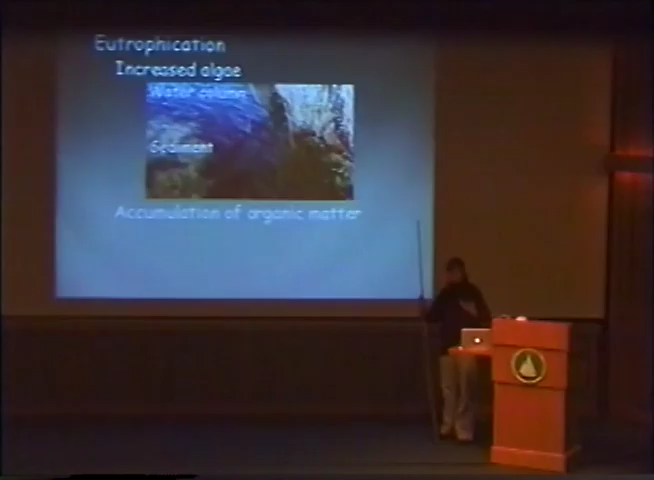 Eutrophication
Increased algae
Water column
Sediment
Accumulation of organic matter